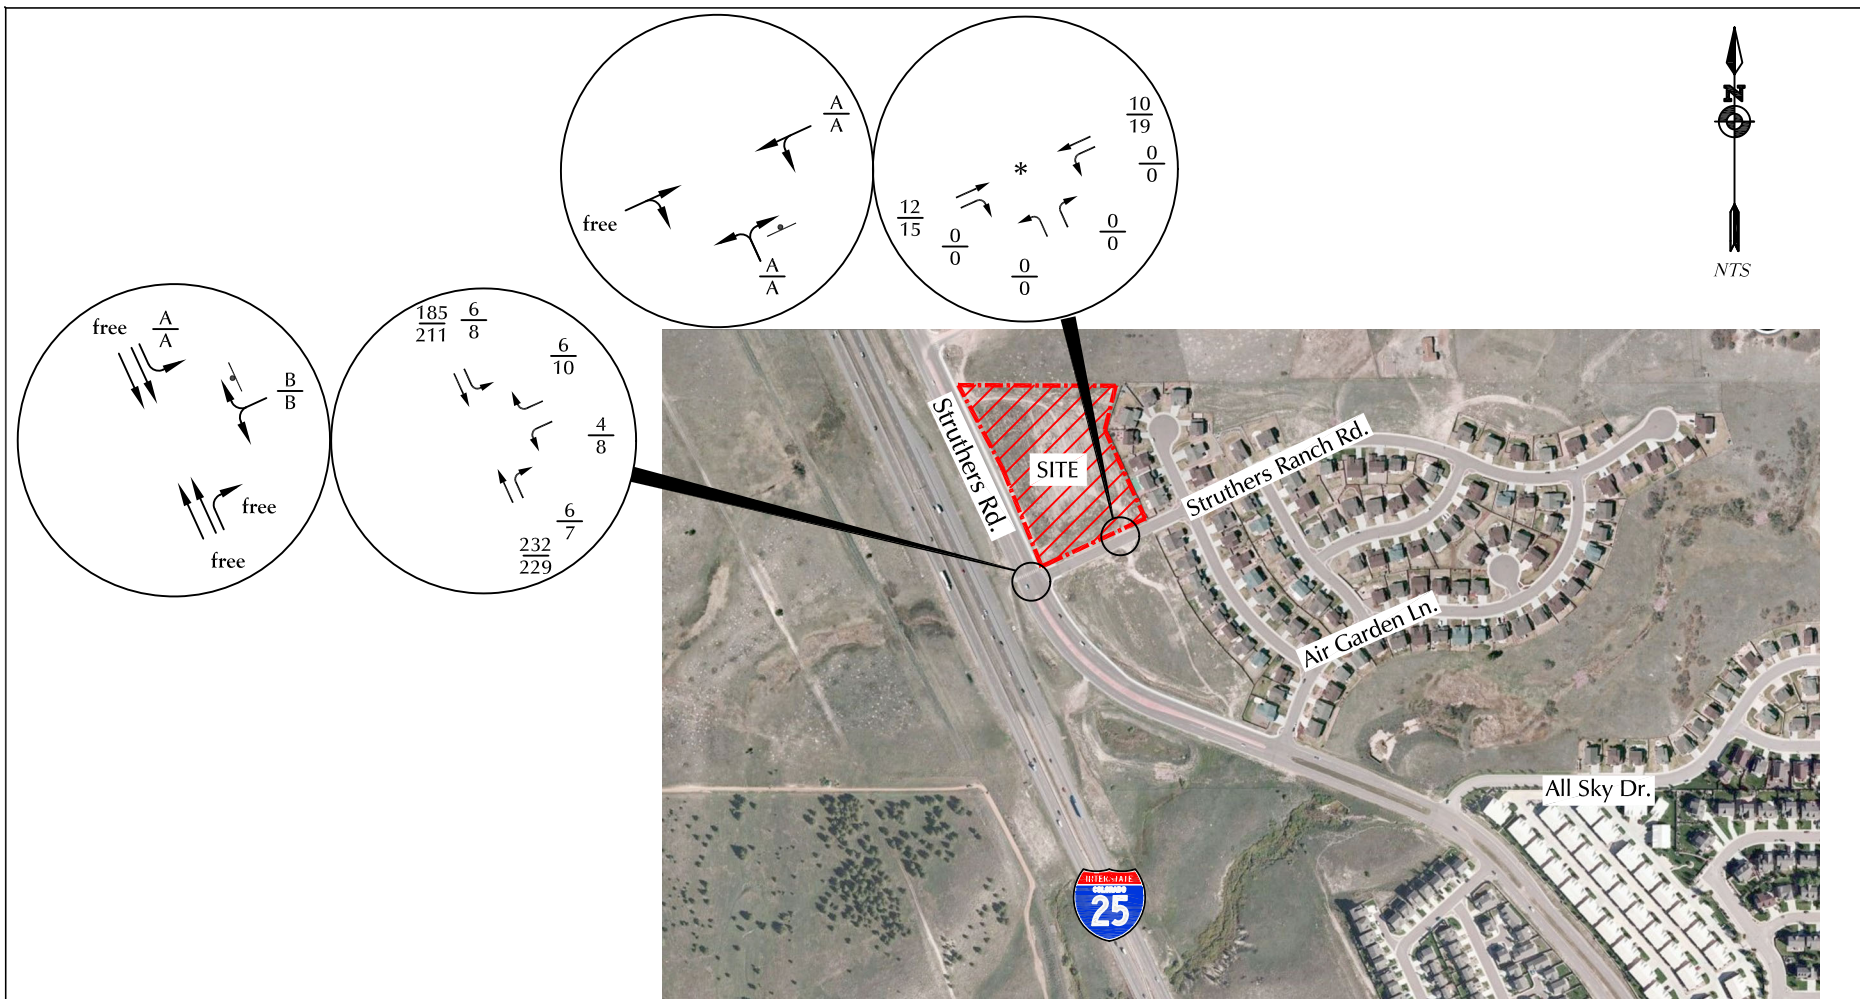 A
A
free
A
A
*
10
19
0
0
12
15
0
0
0
0
0
0
N
NTS
free
A
A
B
B
free
free
185
211
6
8
6
10
4
8
6
7
232
229
Struthers Rd.
SITE
Struthers Ranch Rd.
Air Garden Ln.
All Sky Dr.
INTERSTATE
COLORADO
25